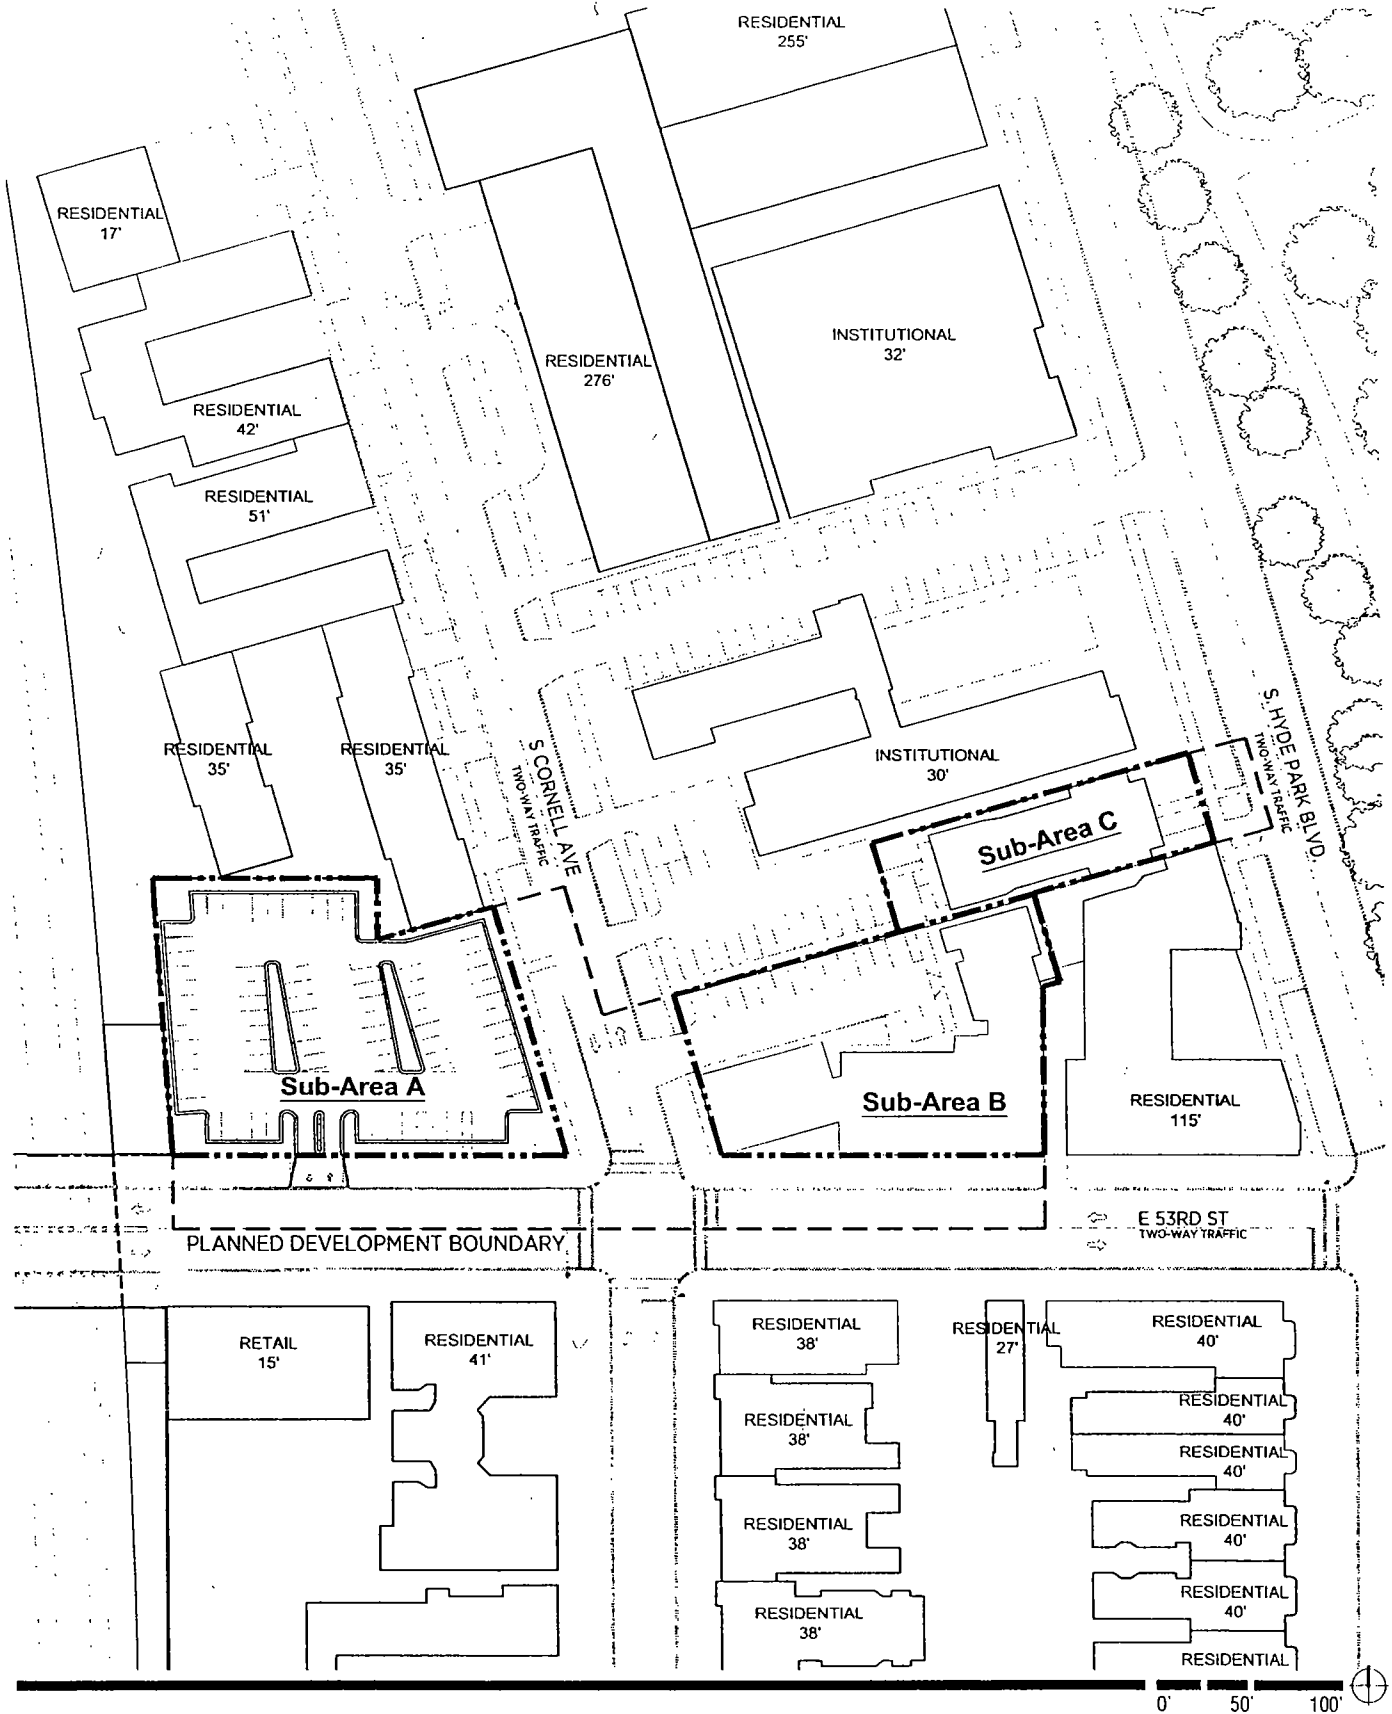 RESIDENTIAL
255'
RESIDENTIAL
17'
INSTITUTIONAL
32'
RESIDENTIAL
276'
RESIDENTIAL
42'
RESIDENTIAL
51'
RESIDENTIAL
35'
RESIDENTIAL
35'
S CORNELL AVE
TWO-WAY TRAFFIC
INSTITUTIONAL
30'
S. HYDE PARK BLVD.
TWO-WAY TRAFFIC
Sub-Area C
Sub-Area A
Sub-Area B
RESIDENTIAL
115'
E 53RD ST
TWO-WAY TRAFFIC
PLANNED DEVELOPMENT BOUNDARY
RETAIL
15'
RESIDENTIAL
41'
RESIDENTIAL
38'
RESIDENTIAL
27'
RESIDENTIAL
40'
RESIDENTIAL
38'
RESIDENTIAL
40'
RESIDENTIAL
40'
RESIDENTIAL
38'
RESIDENTIAL
40'
RESIDENTIAL
38'
RESIDENTIAL
40'
RESIDENTIAL
0' 50' 100'